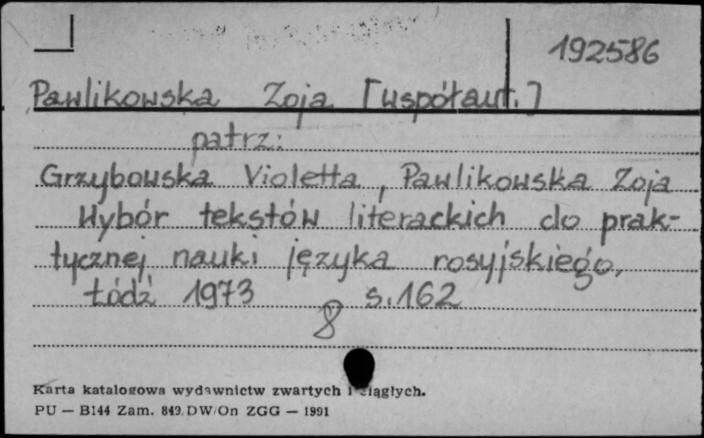 192586
Pawlikowska Zoja [współaut.]
patrz:
Grzybowska Violetta, Pawlikowska Zoja
Wybór tekstów literackich do prak-
tycznej nauki języka rosyjskiego.
Łódź 1973 s. 162
8
Karta katalogowa wydawnictw zwartych i ciągłych.
PU — B144 Zam. 849. DW/On ZGG — 1991